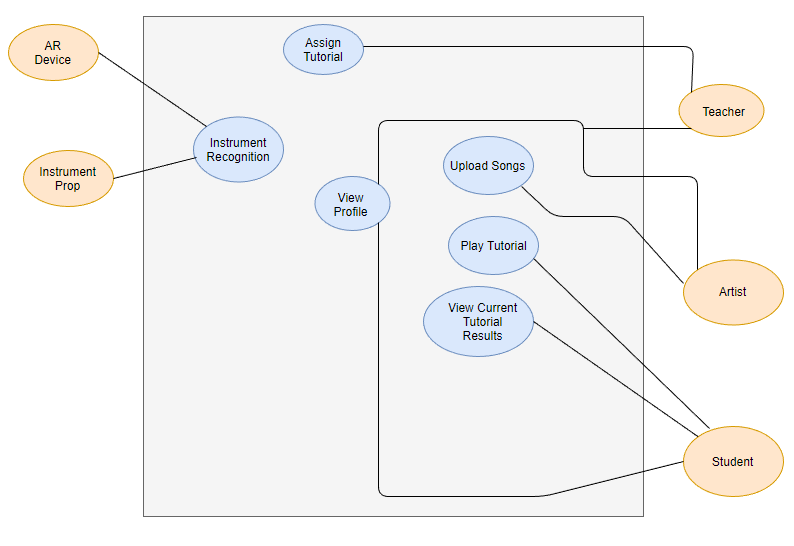 AR
Device
Assign
Tutorial
Teacher
Instrument
Recognition
Upload Songs
Instrument
Prop
View
Profile
Play Tutorial
Artist
View Current
Tutorial
Results
Student